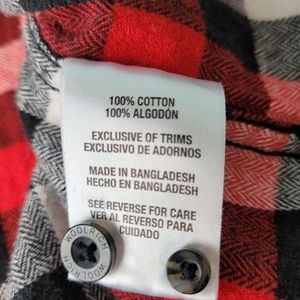 100% COTTON
100% ALGODÓN
EXCLUSIVE OF TRIMS
EXCLUSIVO DE ADORNOS
MADE IN BANGLADESH
HECHO EN BANGLADESH
SEE REVERSE FOR CARE
VER AL REVERSO PARA
CUIDADO
WOOLRICH WOOLRICH